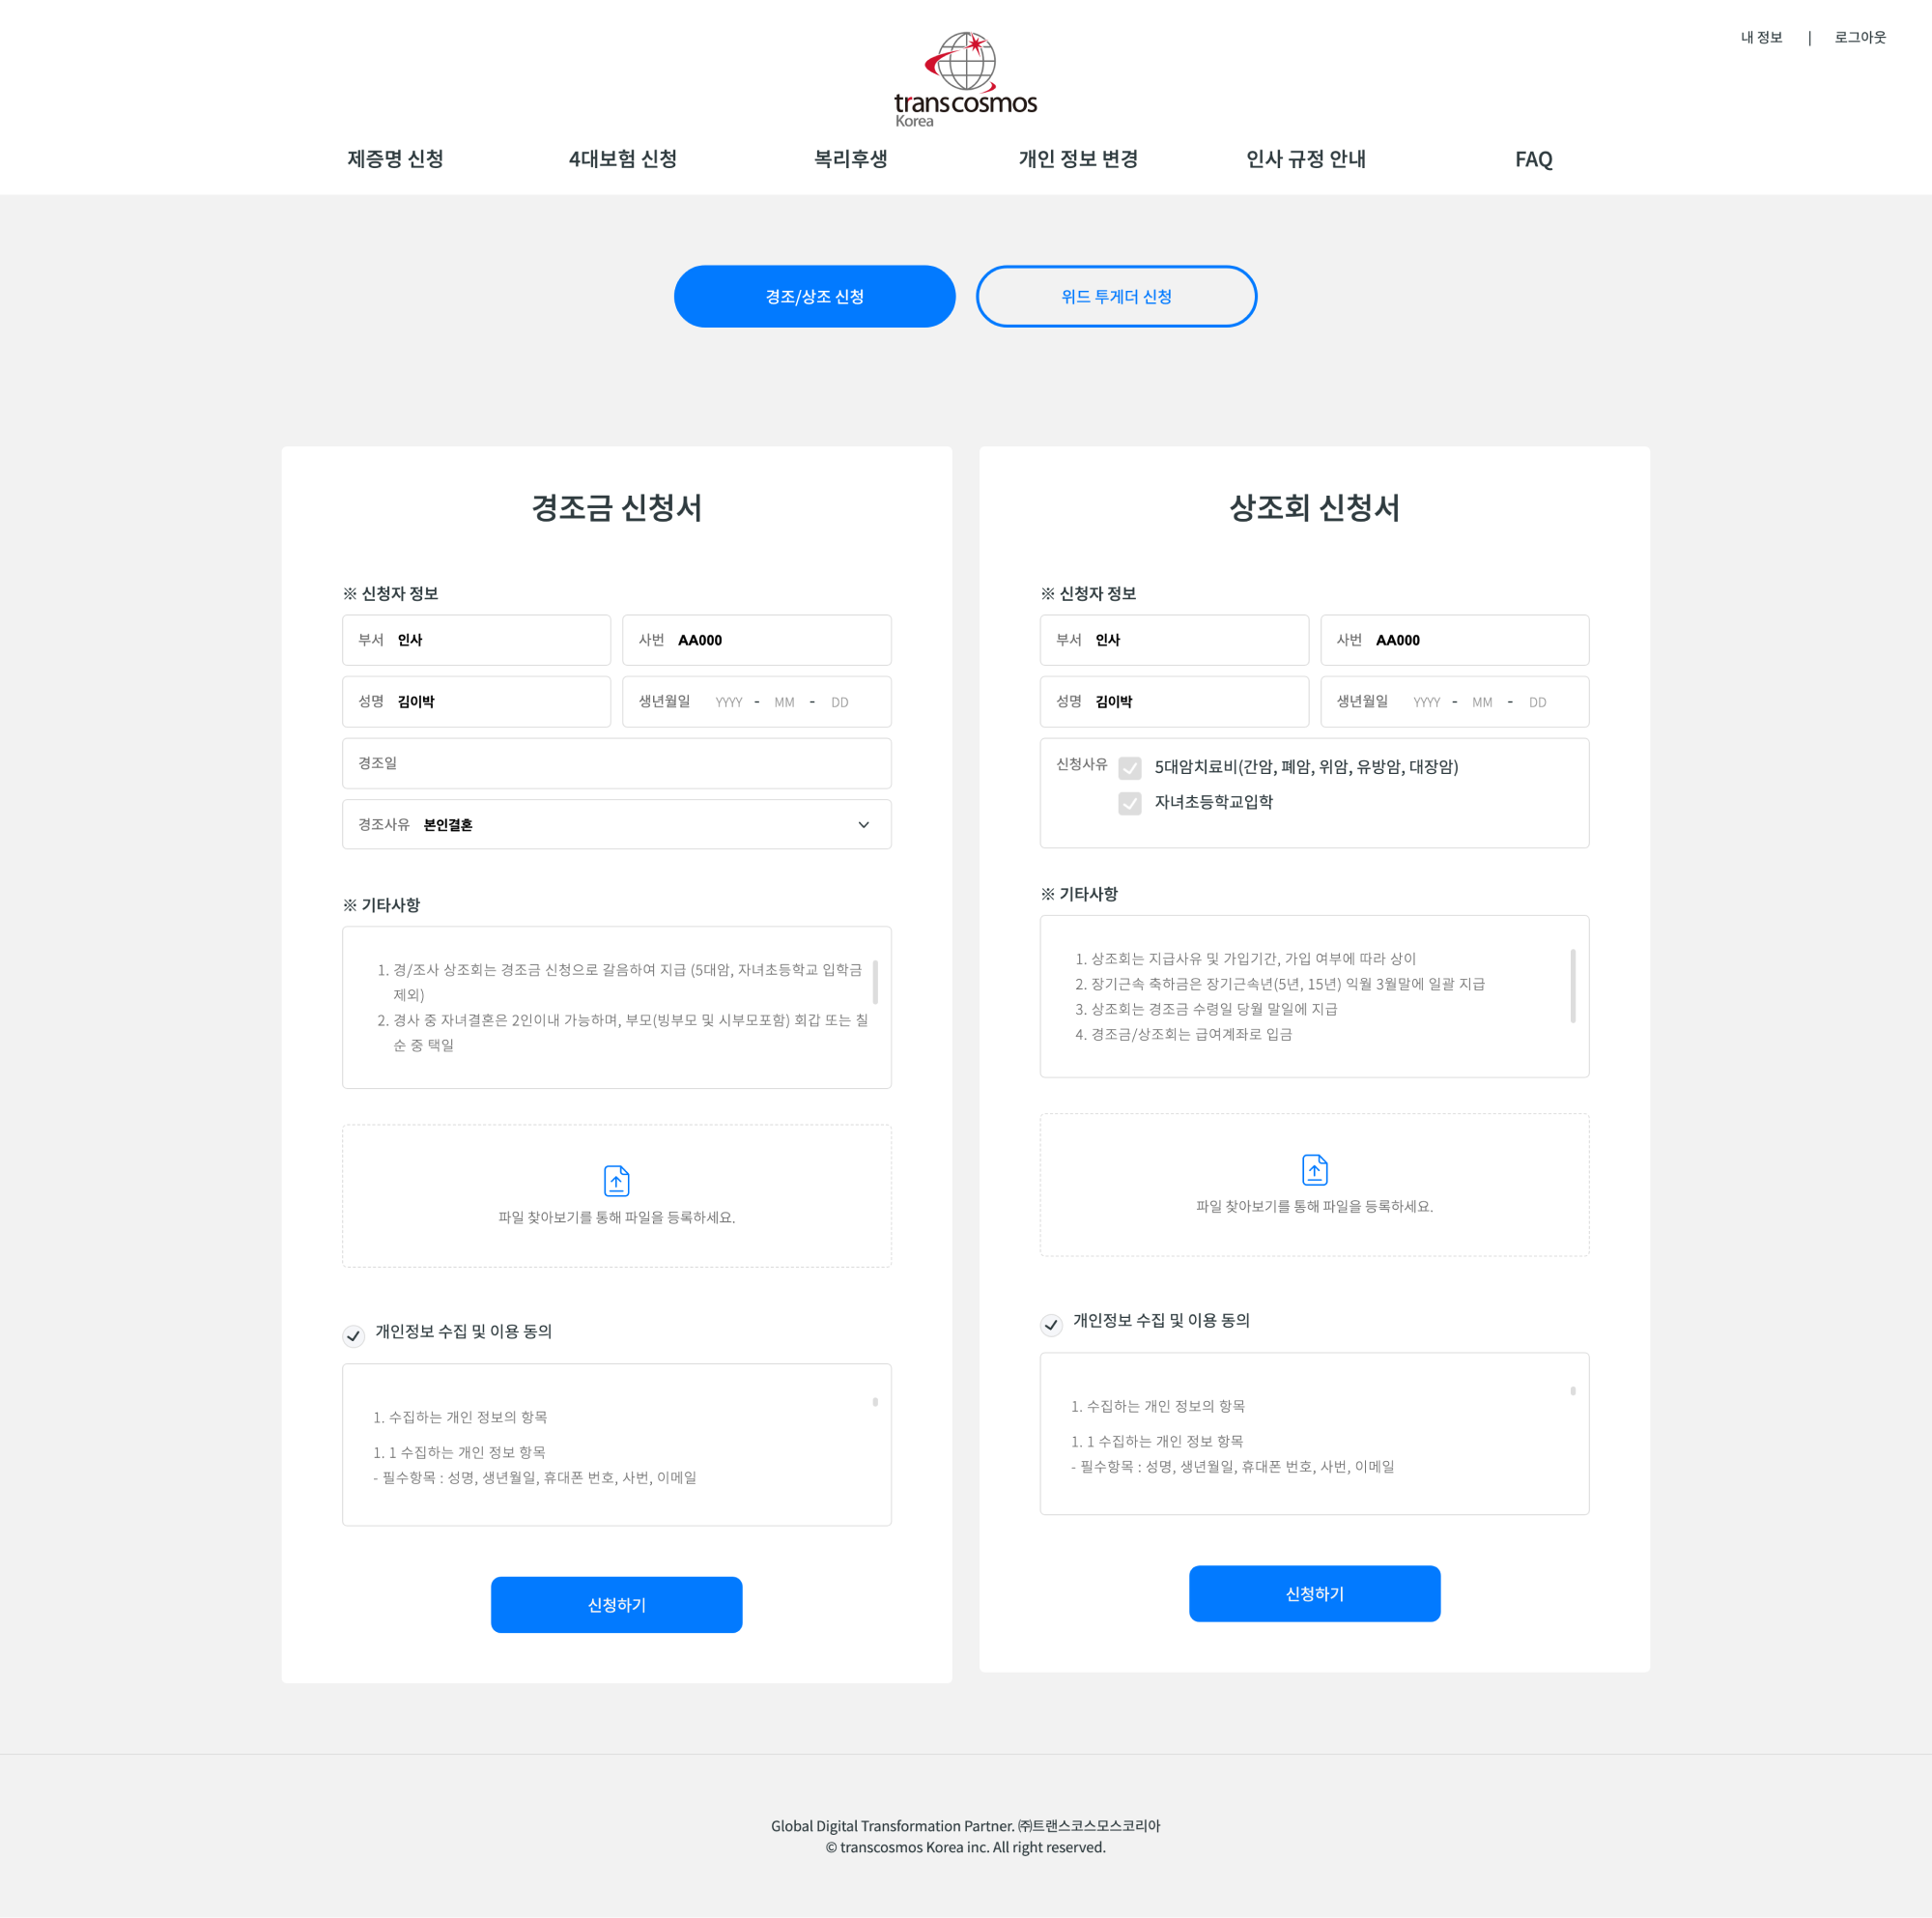 내 정보 | 로그아웃
transcosmos
Korea
제증명 신청 4대보험 신청 복리후생 개인 정보 변경 인사 규정 안내 FAQ
경조/상조 신청 위드 투게더 신청
경조금 신청서
※ 신청자 정보
부서 인사 사번 AA000
성명 김이박 생년월일 YYYY - MM - DD
경조일
경조사유 본인결혼
※ 기타사항
1. 경/조사 상조회는 경조금 신청으로 갈음하여 지급 (5대암, 자녀초등학교 입학금
제외)
2. 경사 중 자녀결혼은 2인이내 가능하며, 부모(빙부모 및 시부모포함) 회갑 또는 칠
순 중 택일
파일 찾아보기를 통해 파일을 등록하세요.
개인정보 수집 및 이용 동의
1. 수집하는 개인 정보의 항목
1. 1 수집하는 개인 정보 항목
- 필수항목 : 성명, 생년월일, 휴대폰 번호, 사번, 이메일
신청하기
상조회 신청서
※ 신청자 정보
부서 인사 사번 AA000
성명 김이박 생년월일 YYYY - MM - DD
신청사유 5대암치료비(간암, 폐암, 위암, 유방암, 대장암)
자녀초등학교입학
※ 기타사항
1. 상조회는 지급사유 및 가입기간, 가입 여부에 따라 상이
2. 장기근속 축하금은 장기근속년(5년, 15년) 익월 3월말에 일괄 지급
3. 상조회는 경조금 수령일 당월 말일에 지급
4. 경조금/상조회는 급여계좌로 입금
파일 찾아보기를 통해 파일을 등록하세요.
개인정보 수집 및 이용 동의
1. 수집하는 개인 정보의 항목
1. 1 수집하는 개인 정보 항목
- 필수항목 : 성명, 생년월일, 휴대폰 번호, 사번, 이메일
신청하기
Global Digital Transformation Partner. ㈜트랜스코스모스코리아
© transcosmos Korea inc. All right reserved.